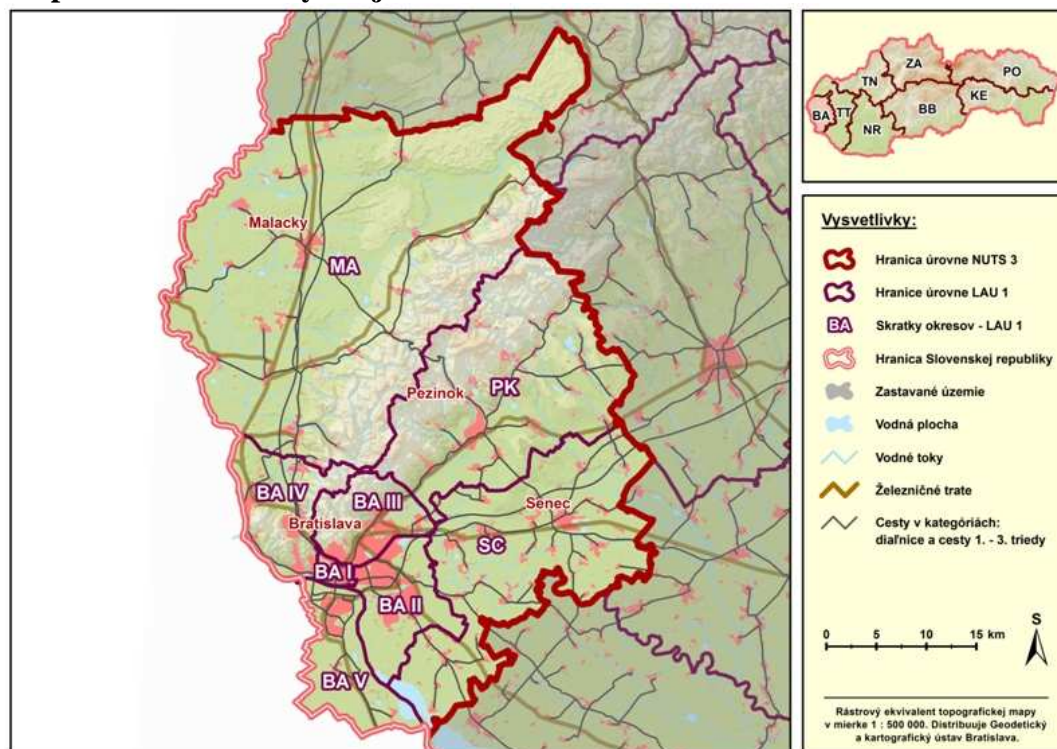 Malacky
MA
Pezinok
PK
BA IV
BA III
Bratislava
Senec
SC
BA I
BA II
BA V
ZA
TN
PO
KE
BA
TT
BB
NR
Vysvetlivky:
Hranica úrovne NUTS 3
Hranice úrovne LAU 1
BA Skratky okresov - LAU 1
Hranica Slovenskej republiky
Zastavané územie
Vodná plocha
Vodné toky
Železničné trate
Cesty v kategóriách:
diaľnice a cesty 1. - 3. triedy
S
0 5 10 15 km
Rástrový ekvivalent topografickej mapy
v mierke 1 : 500 000. Distribuuje Geodetický
a kartografický ústav Bratislava.